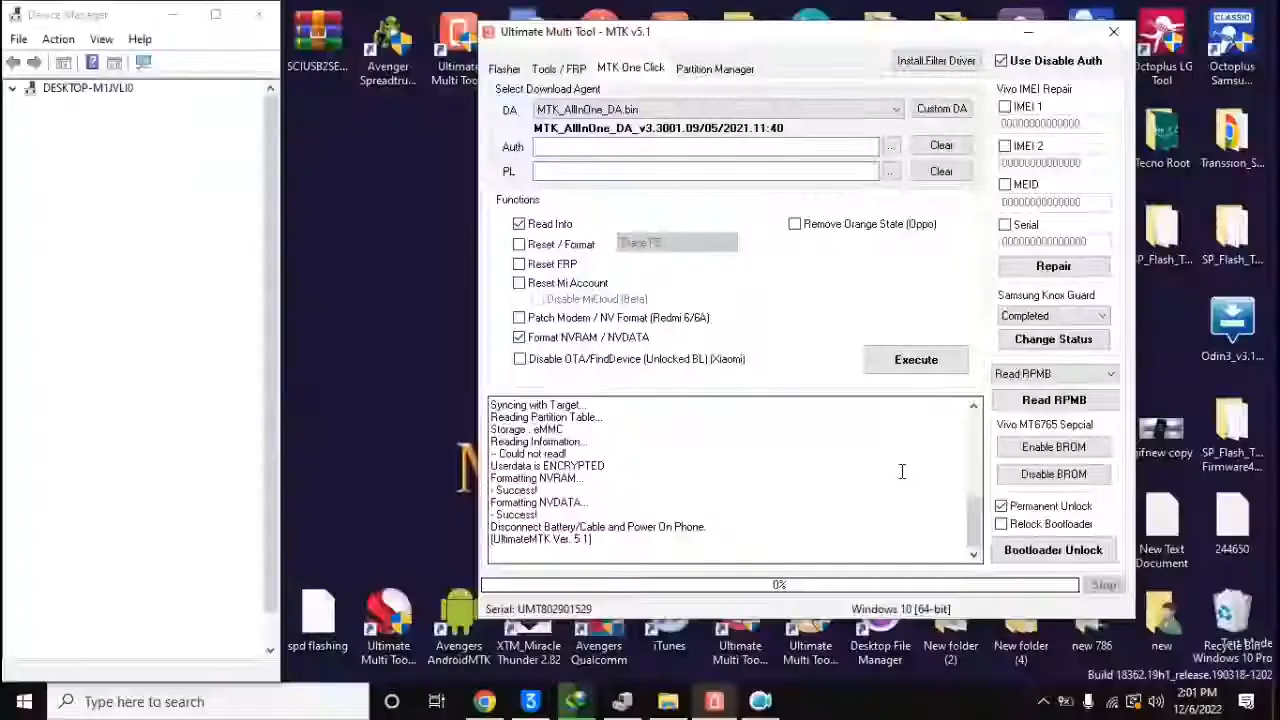 Device Manager
File Action View Help
DESKTOP-M1JVLI0
SCIUSB2SE...
Avenger
Spreadtru...
Ultimate
Multi Too
Ultimate Multi Tool - MTK v5.1
Flasher Tools / FRP MTK One Click Partition Manager
Install Filter Driver
Use Disable Auth
Select Download Agent
DA
MTK_AllInOne_DA.bin
Custom DA
MTK_AllInOne_DA_v3.3001.09/05/2021.11:40
Auth
...
Clear
PL
..
Clear
Functions
Read Info
Remove Orange State (Oppo)
Reset / Format
Reset FRP
Reset Mi Account
Disable MiCloud (Beta)
Patch Modem / NV Format (Redmi 6/6A)
Format NVRAM / NVDATA
Disable OTA/FindDevice (Unlocked BL) (Xiaomi)
Execute
Syncing with Target...
Reading Partition Table...
Storage . eMMC
Reading Information...
- Could not read!
Userdata is ENCRYPTED
Formatting NVRAM...
- Success!
Formatting NVDATA...
- Success!
Disconnect Battery/Cable and Power On Phone.
[UltimateMTK Ver. 5 1]
0%
Stop
Serial: UMT802901529
Windows 10 [64-bit]
Vivo IMEI Repair
IMEI 1
IMEI 2
MEID
Serial
Repair
Samsung Knox Guard
Completed
Change Status
Read RPMB
Read RPMB
Vivo MT6765 Sepcial
Enable BROM
Disable BROM
Permanent Unlock
Relock Bootloader
Bootloader Unlock
CLASSIC
Octoplus LG
Tool
Octoplus
Samsu...
Tecno Root
Transsion_S...
SP_Flash_T...
SP_Flash_T...
Odin3_v3.1...
gifnew copy
SP_Flash_T...
Firmware4...
New Text
Document
244650
spd flashing
Ultimate
Multi Too...
Avengers
AndroidMTK
XTM_Miracle
Thunder 2.82
Avengers
Qualcomm
iTunes
Ultimate
Multi Too...
Ultimate
Multi Too...
Desktop File
Manager
New folder
(2)
New folder
(4)
new 786
new
Recycle Bin
Test Mode
Windows 10 Pro
Build 18362.19h1_release.190318-1202
Type here to search
2:01 PM
12/6/2022